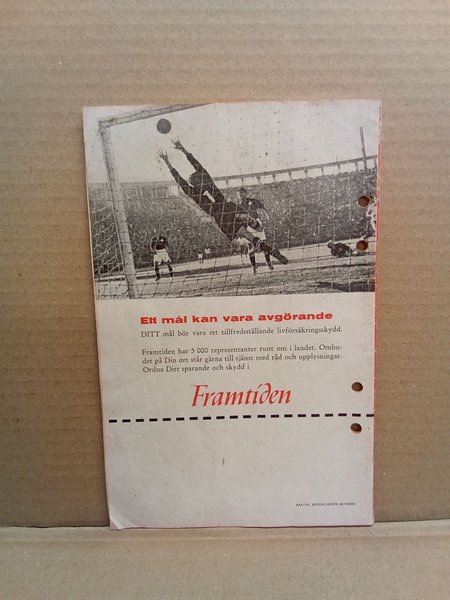 Ett mål kan vara avgörande
DITT mål bör vara ett tillfredsställande livförsäkringsskydd.
Framtiden har 5 000 representanter runt om i landet. Ombu-
det på Din ort står gärna till tjänst med råd och upplysningar.
Ordna Ditt sparande och skydd i
Framtiden